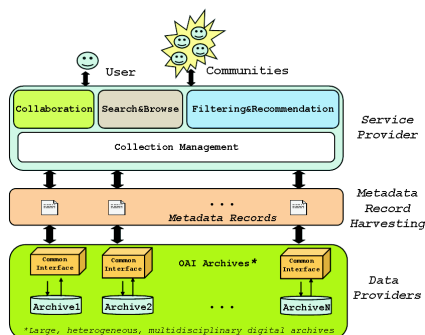 User
Communities
Collaboration
Search&Browse
Filtering&Recommendation
Collection Management
Service
Provider
...
Metadata Records
Metadata
Record
Harvesting
Common
Interface
Common
Interface
OAI Archives*
Common
Interface
Archive1
Archive2
...
ArchiveN
Data
Providers
*Large, heterogeneous, multidisciplinary digital archives